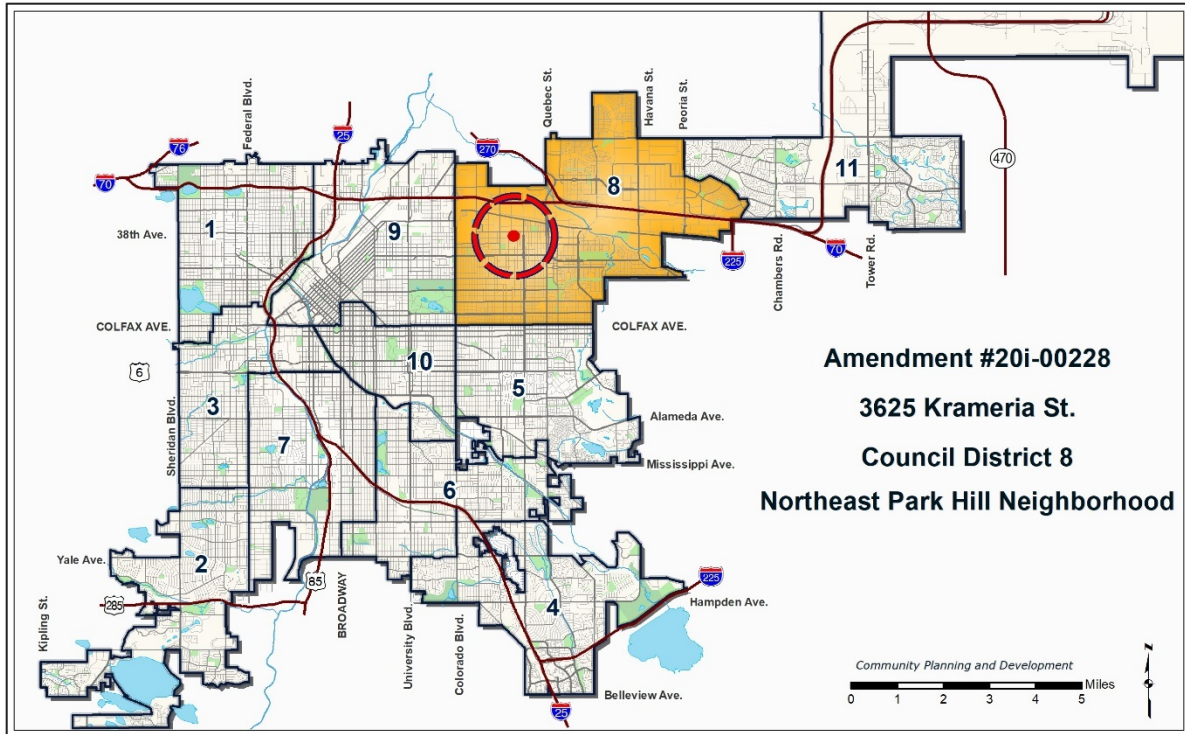 Federal Blvd.
Quebec St.
Havana St.
Peoria St.
76
25
270
70
470
8
11
1
9
38th Ave.
225
70
Chambers Rd.
Tower Rd.
COLFAX AVE.
COLFAX AVE.
6
10
5
3
Sheridan Blvd.
7
Alameda Ave.
Mississippi Ave.
6
Yale Ave.
2
85
285
BROADWAY
University Blvd.
Colorado Blvd.
4
225
Hampden Ave.
Kipling St.
Belleview Ave.
25
Amendment #20i-00228
3625 Krameria St.
Council District 8
Northeast Park Hill Neighborhood
Community Planning and Development
0 1 2 3 4 5 Miles
N